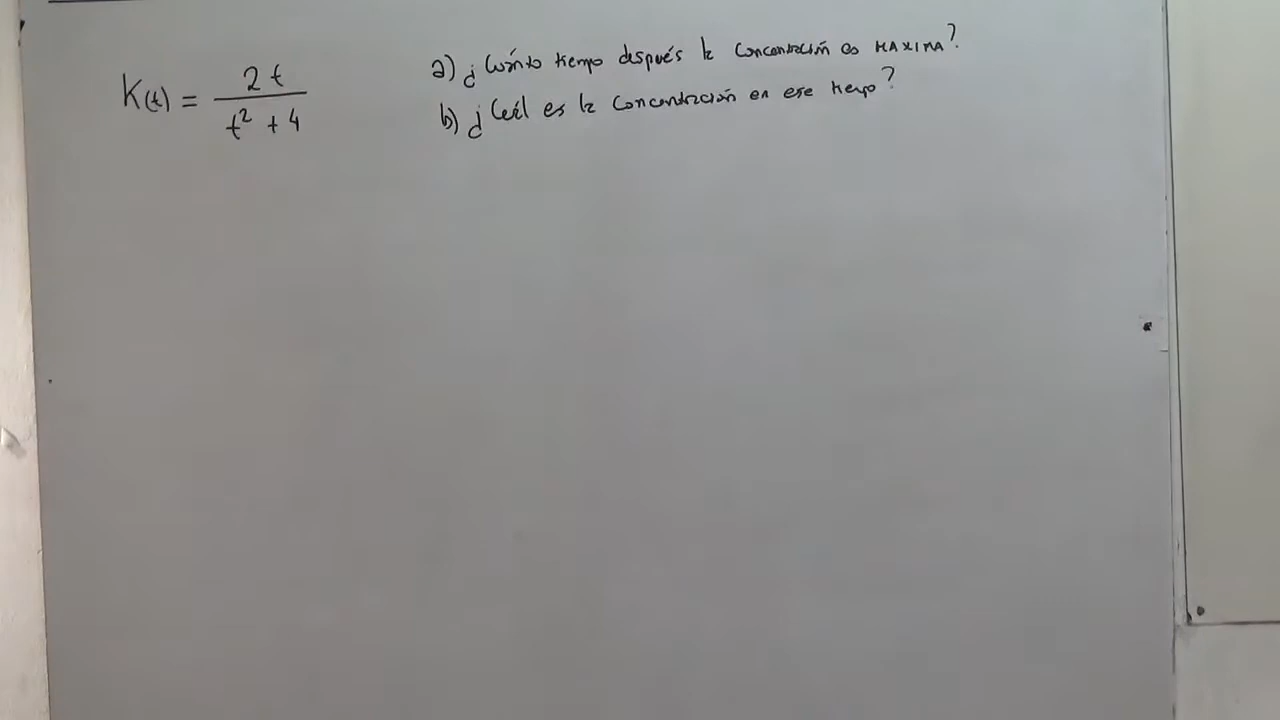 K(t) = 2t / t² + 4
a) ¿Cuánto tiempo después la concentración es MAXIMA?
b) ¿Cuál es la concentración en ese tiempo?